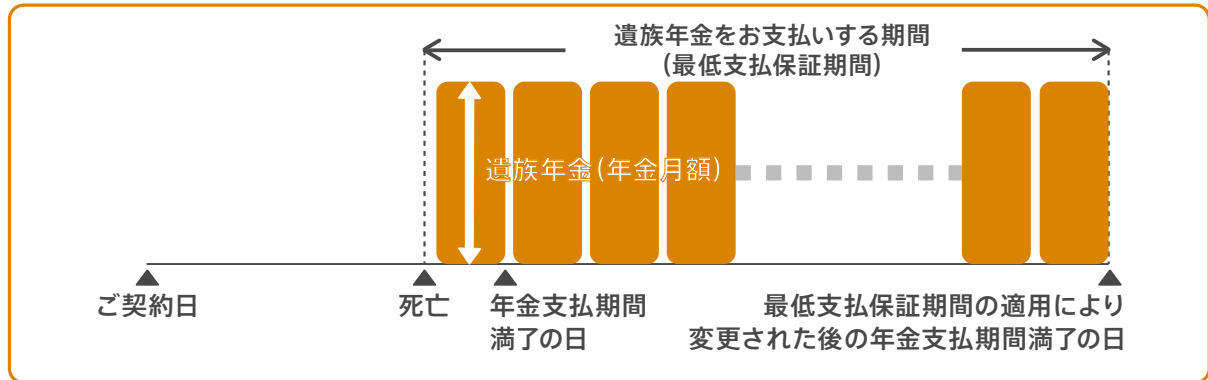 遺族年金をお支払いする期間
(最低支払保証期間)
遺族年金(年金月額)
ご契約日
死亡
年金支払期間
満了の日
最低支払保証期間の適用により
変更された後の年金支払期間満了の日